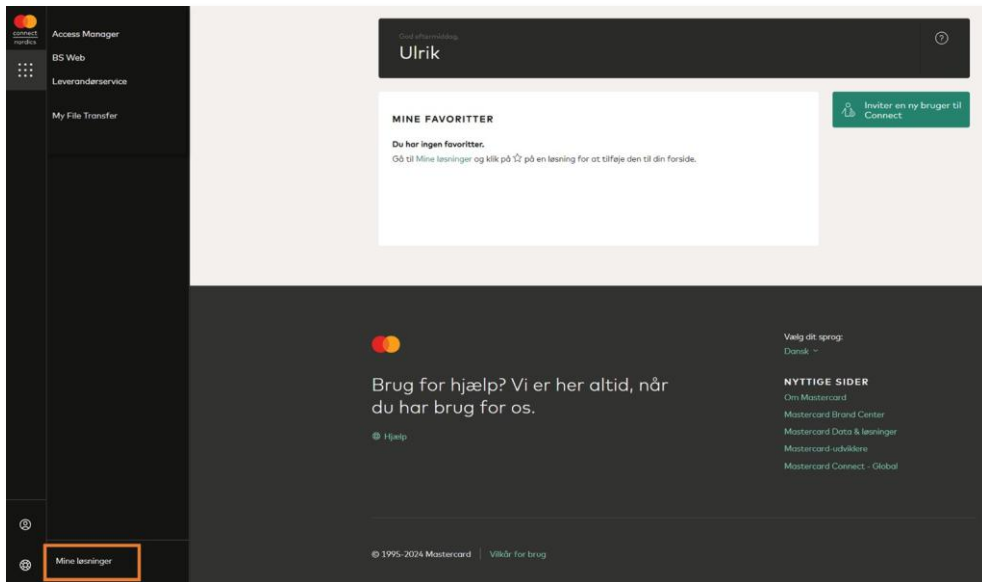 connect
nordics
Access Manager
BS Web
Leverandørservice
My File Transfer
God eftermiddag,
Ulrik
Inviter en ny bruger til
Connect
MINE FAVORITTER
Du har ingen favoritter.
Gå til Mine løsninger og klik på ☆ på en løsning for at tilføje den til din forside.
Brug for hjælp? Vi er her altid, når
du har brug for os.
Hjælp
Vælg dit sprog:
Dansk
NYTTIGE SIDER
Om Mastercard
Mastercard Brand Center
Mastercard Data & løsninger
Mastercard-udviklere
Mastercard Connect - Global
Mine løsninger
© 1995-2024 Mastercard | Vilkår for brug